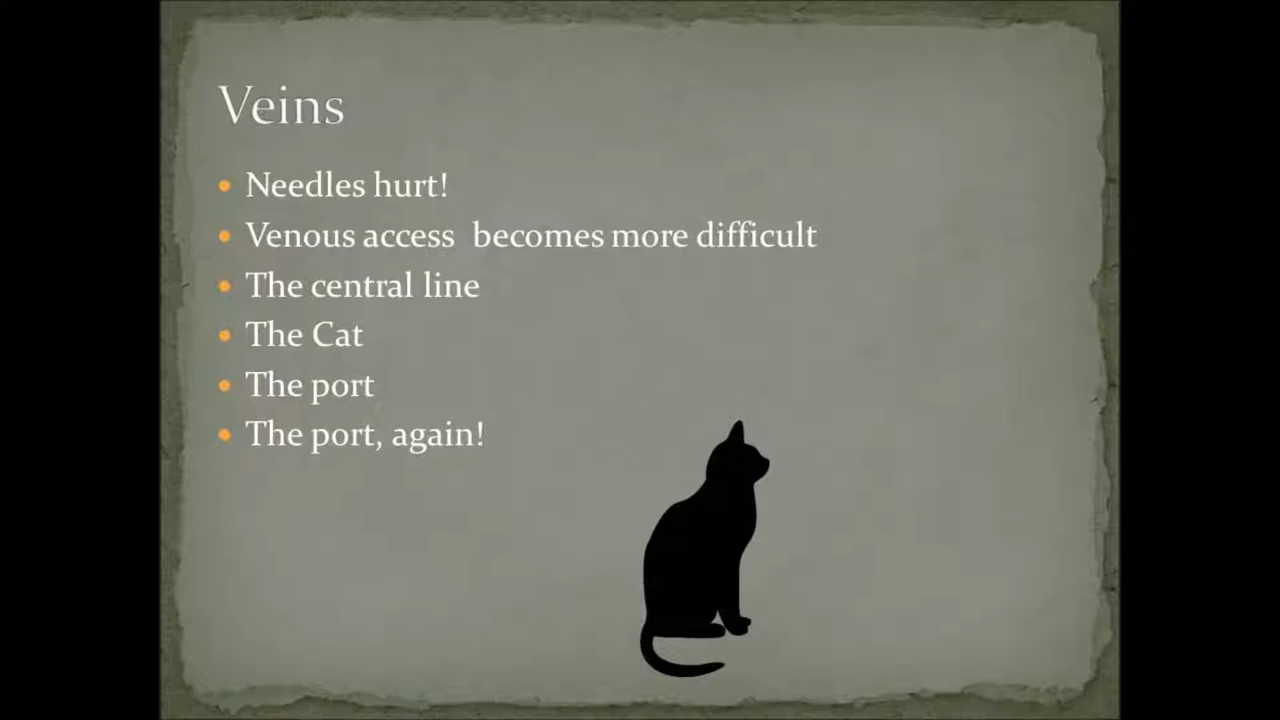 Veins
Needles hurt!
Venous access  becomes more difficult
The central line
The Cat
The port
The port, again!